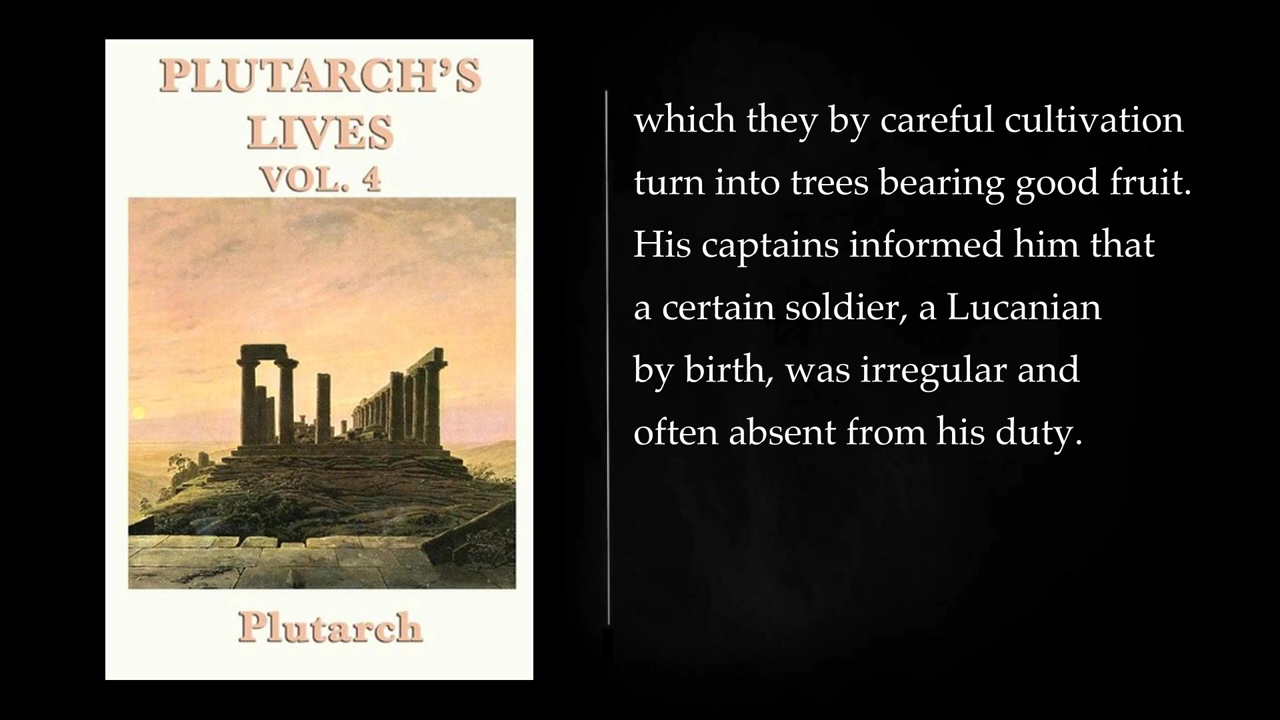 PLUTARCH'S
LIVES
VOL. 4
Plutarch
which they by careful cultivation
turn into trees bearing good fruit.
His captains informed him that
a certain soldier, a Lucanian
by birth, was irregular and
often absent from his duty.